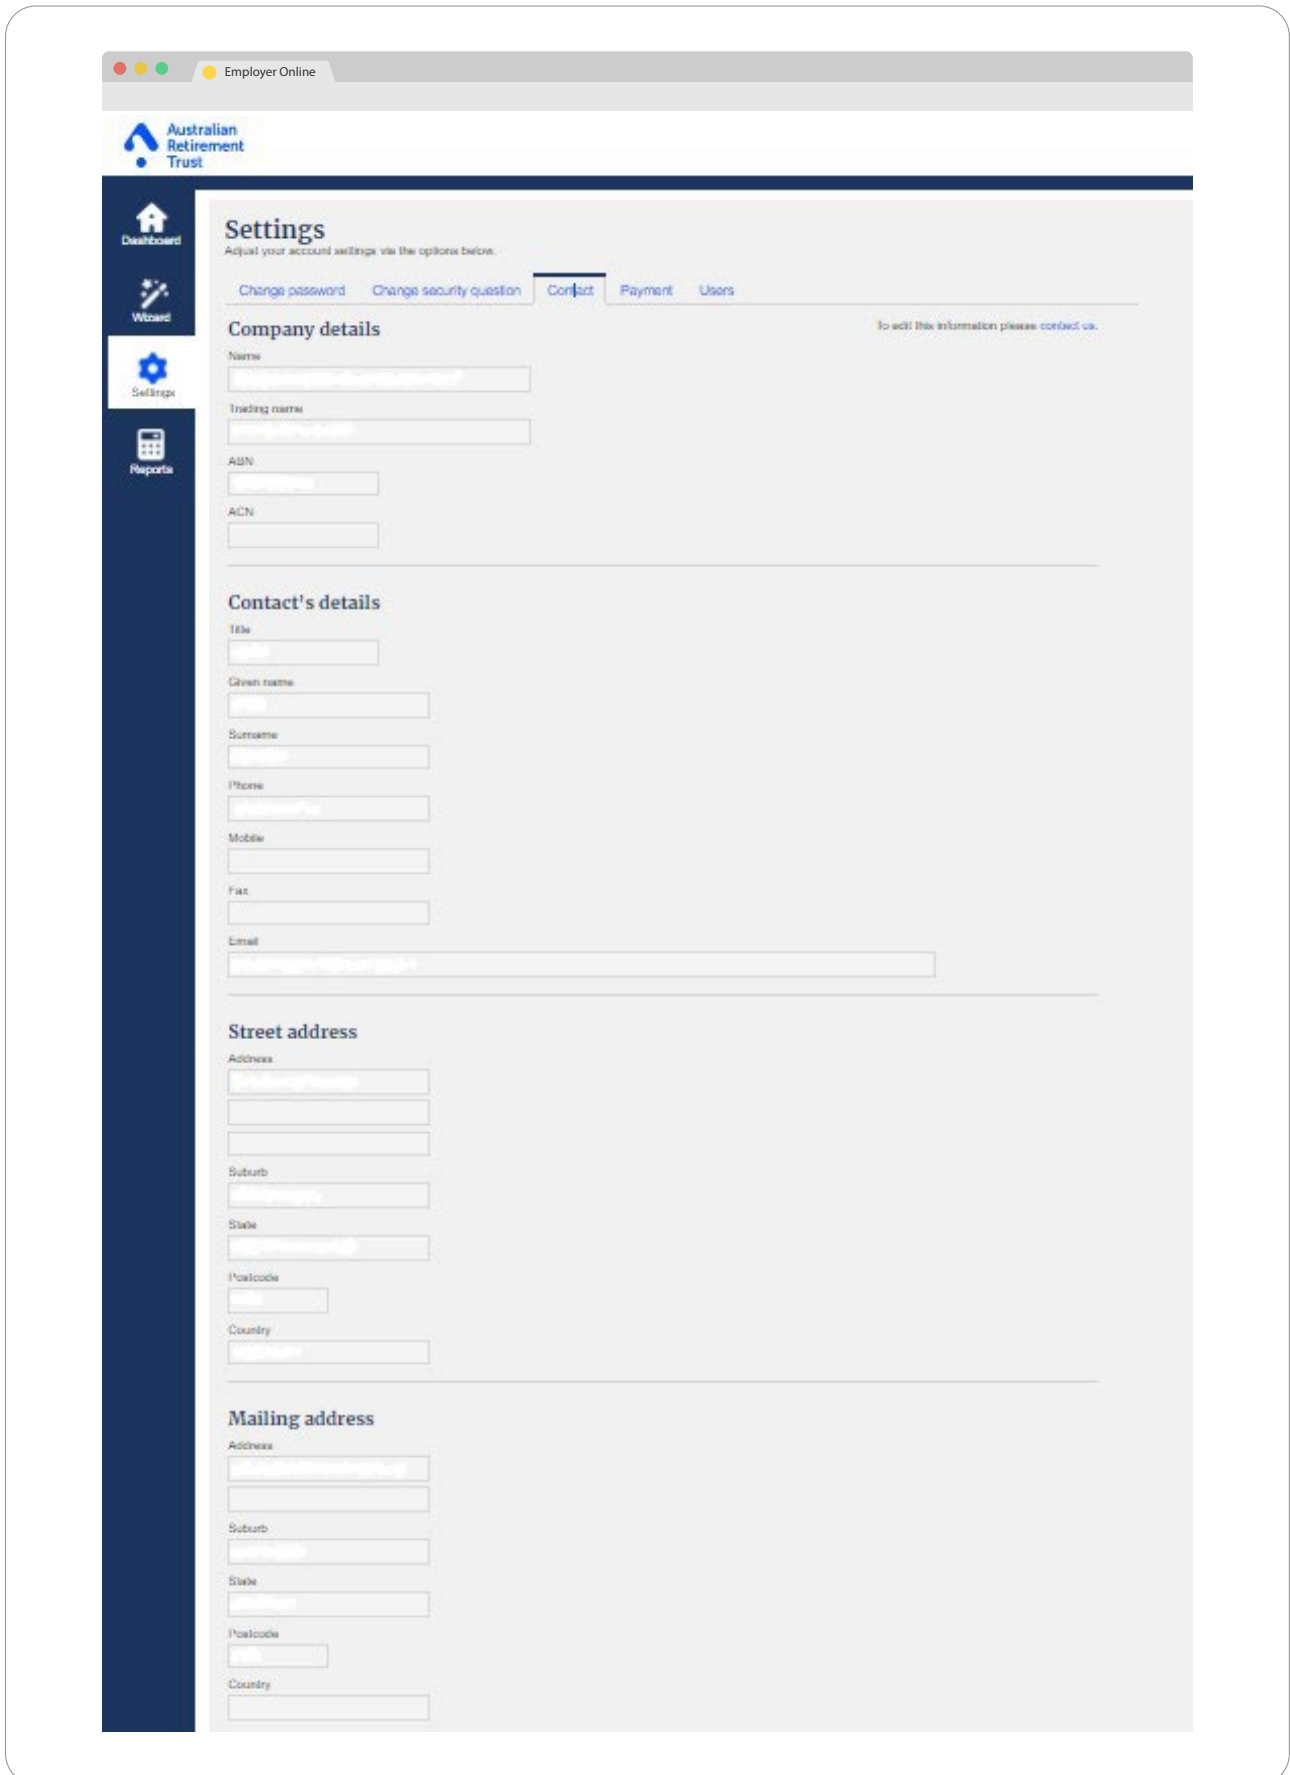 Employer Online
Australian
Retirement
Trust
Dashboard
Wizard
Settings
Reports
Settings
Adjust your account settings via the options below.
Change password Change security question Contact Payment Users
Company details
To edit this information please contact us.
Name
Trading name
ABN
ACN
Contact's details
Title
Given name
Surname
Phone
Mobile
Fax
Email
Street address
Address
Suburb
State
Postcode
Country
Mailing address
Address
Suburb
State
Postcode
Country